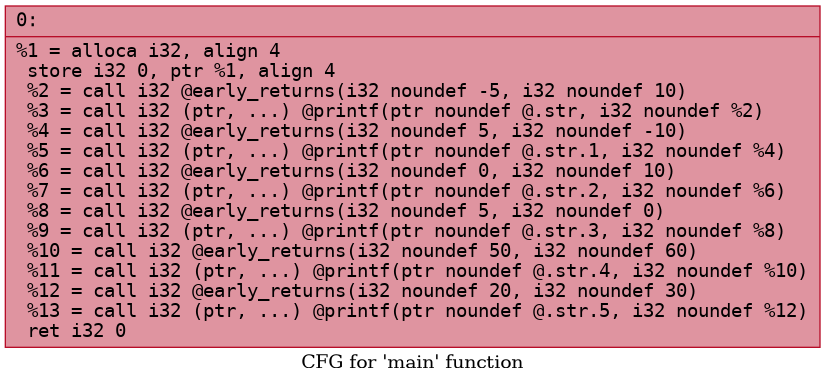 0:
%1 = alloca i32, align 4
store i32 0, ptr %1, align 4
%2 = call i32 @early_returns(i32 noundef -5, i32 noundef 10)
%3 = call i32 (ptr, ...) @printf(ptr noundef @.str, i32 noundef %2)
%4 = call i32 @early_returns(i32 noundef 5, i32 noundef -10)
%5 = call i32 (ptr, ...) @printf(ptr noundef @.str.1, i32 noundef %4)
%6 = call i32 @early_returns(i32 noundef 0, i32 noundef 10)
%7 = call i32 (ptr, ...) @printf(ptr noundef @.str.2, i32 noundef %6)
%8 = call i32 @early_returns(i32 noundef 5, i32 noundef 0)
%9 = call i32 (ptr, ...) @printf(ptr noundef @.str.3, i32 noundef %8)
%10 = call i32 @early_returns(i32 noundef 50, i32 noundef 60)
%11 = call i32 (ptr, ...) @printf(ptr noundef @.str.4, i32 noundef %10)
%12 = call i32 @early_returns(i32 noundef 20, i32 noundef 30)
%13 = call i32 (ptr, ...) @printf(ptr noundef @.str.5, i32 noundef %12)
ret i32 0
CFG for 'main' function